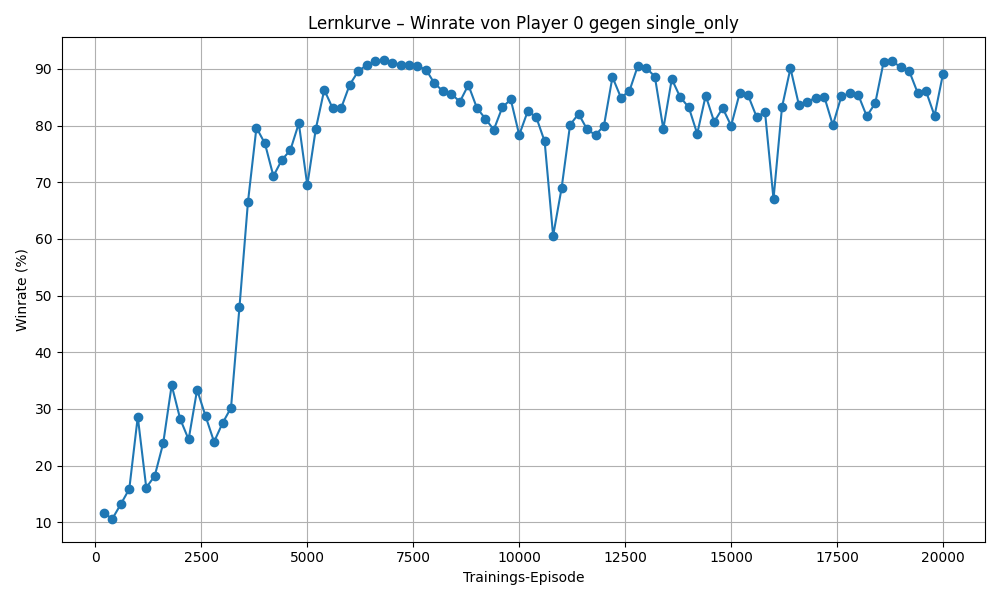 Lernkurve – Winrate von Player 0 gegen single_only
Winrate (%)
90
80
70
60
50
40
30
20
10
0 2500 5000 7500 10000 12500 15000 17500 20000
Trainings-Episode